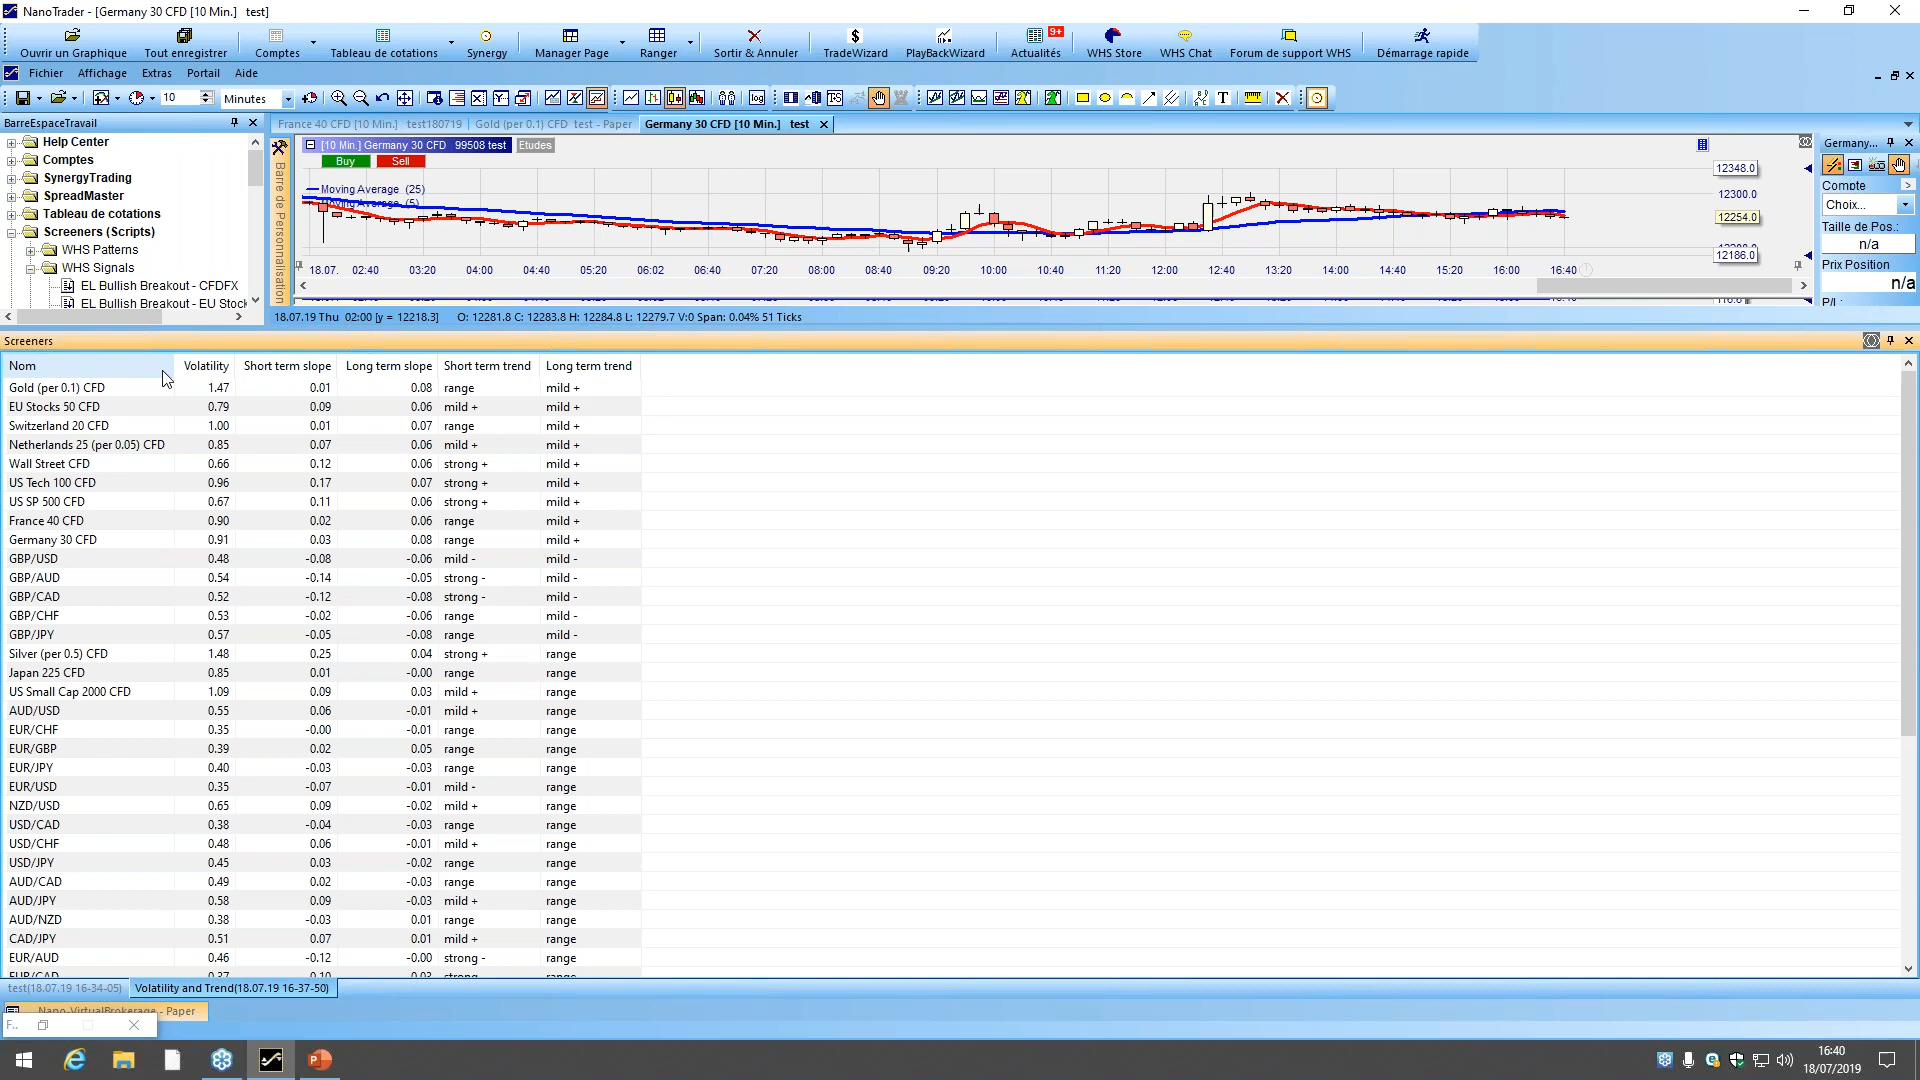 NanoTrader - [Germany 30 CFD [10 Min.]   test]
Ouvrir un Graphique Tout enregistrer Comptes Tableau de cotations Synergy Manager Page Ranger Sortir & Annuler $ TradeWizard PlayBackWizard 9+ Actualités WHS Store WHS Chat Forum de support WHS Démarrage rapide
Fichier Affichage Extras Portail Aide
10 Minutes log T
BarreEspaceTravail
Help Center
Comptes
SynergyTrading
SpreadMaster
Tableau de cotations
Screeners (Scripts)
WHS Patterns
WHS Signals
EL Bullish Breakout - CFDFX
EL Bullish Breakout - EU Stock
France 40 CFD [10 Min.]   test180719 Gold (per 0.1) CFD   test - Paper Germany 30 CFD [10 Min.]   test
Barre de Personnalisation
[10 Min.] Germany 30 CFD   99508 test Etudes
Buy Sell
Moving Average  (25)
Moving Average  (5)
12348.0
12300.0
12254.0
12186.0
18.07. 02:40 03:20 04:00 04:40 05:20 06:02 06:40 07:20 08:00 08:40 09:20 10:00 10:40 11:20 12:00 12:40 13:20 14:00 14:40 15:20 16:00 16:40
18.07.19 Thu  02:00 [y = 12218.3] O: 12281.8 C: 12283.8 H: 12284.8 L: 12279.7 V:0 Span: 0.04% 51 Ticks
Germany...
Compte
Choix...
Taille de Pos.:
n/a
Prix Position
n/a
Screeners
Nom Volatility Short term slope Long term slope Short term trend Long term trend
Gold (per 0.1) CFD 1.47 0.01 0.08 range mild +
EU Stocks 50 CFD 0.79 0.09 0.06 mild + mild +
Switzerland 20 CFD 1.00 0.01 0.07 range mild +
Netherlands 25 (per 0.05) CFD 0.85 0.07 0.06 mild + mild +
Wall Street CFD 0.66 0.12 0.06 strong + mild +
US Tech 100 CFD 0.96 0.17 0.07 strong + mild +
US SP 500 CFD 0.67 0.11 0.06 strong + mild +
France 40 CFD 0.90 0.02 0.06 range mild +
Germany 30 CFD 0.91 0.03 0.08 range mild +
GBP/USD 0.48 -0.08 -0.06 mild - mild -
GBP/AUD 0.54 -0.14 -0.05 strong - mild -
GBP/CAD 0.52 -0.12 -0.08 strong - mild -
GBP/CHF 0.53 -0.02 -0.06 range mild -
GBP/JPY 0.57 -0.05 -0.08 range mild -
Silver (per 0.5) CFD 1.48 0.25 0.04 strong + range
Japan 225 CFD 0.85 0.01 -0.00 range range
US Small Cap 2000 CFD 1.09 0.09 0.03 mild + range
AUD/USD 0.55 0.06 -0.01 mild + range
EUR/CHF 0.35 -0.00 -0.01 range range
EUR/GBP 0.39 0.02 0.05 range range
EUR/JPY 0.40 -0.03 -0.03 range range
EUR/USD 0.35 -0.07 -0.01 mild - range
NZD/USD 0.65 0.09 -0.02 mild + range
USD/CAD 0.38 -0.04 -0.03 range range
USD/CHF 0.48 0.06 -0.01 mild + range
USD/JPY 0.45 0.03 -0.02 range range
AUD/CAD 0.49 0.02 -0.03 range range
AUD/JPY 0.58 0.09 -0.03 mild + range
AUD/NZD 0.38 -0.03 0.01 range range
CAD/JPY 0.51 0.07 0.01 mild + range
EUR/AUD 0.46 -0.12 -0.00 strong - range
test(18.07.19 16-34-05) Volatility and Trend(18.07.19 16-37-50)
Nano-VirtualBrokerage - Paper
F..
16:40
18/07/2019